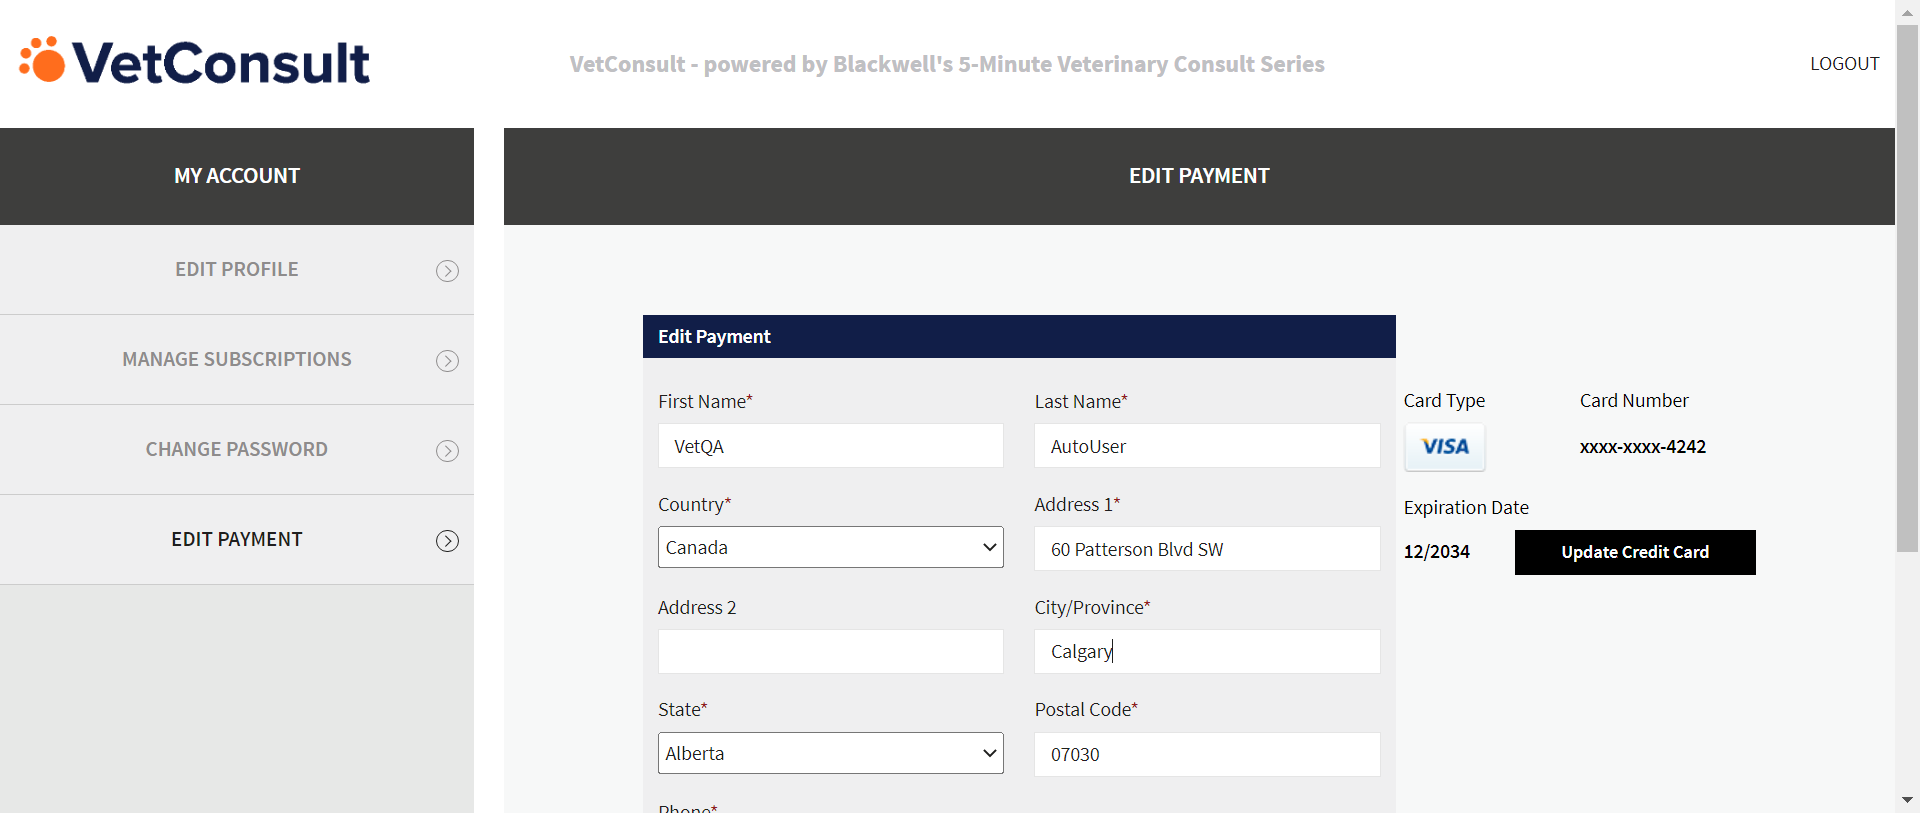 VetConsult
VetConsult - powered by Blackwell's 5-Minute Veterinary Consult Series
LOGOUT
MY ACCOUNT
EDIT PROFILE
MANAGE SUBSCRIPTIONS
CHANGE PASSWORD
EDIT PAYMENT
EDIT PAYMENT
Edit Payment
First Name*
Last Name*
VetQA
AutoUser
Country*
Address 1*
Canada
60 Patterson Blvd SW
Address 2
City/Province*
Calgary
State*
Postal Code*
Alberta
07030
Phone*
Card Type
Card Number
VISA
xxxx-xxxx-4242
Expiration Date
12/2034
Update Credit Card